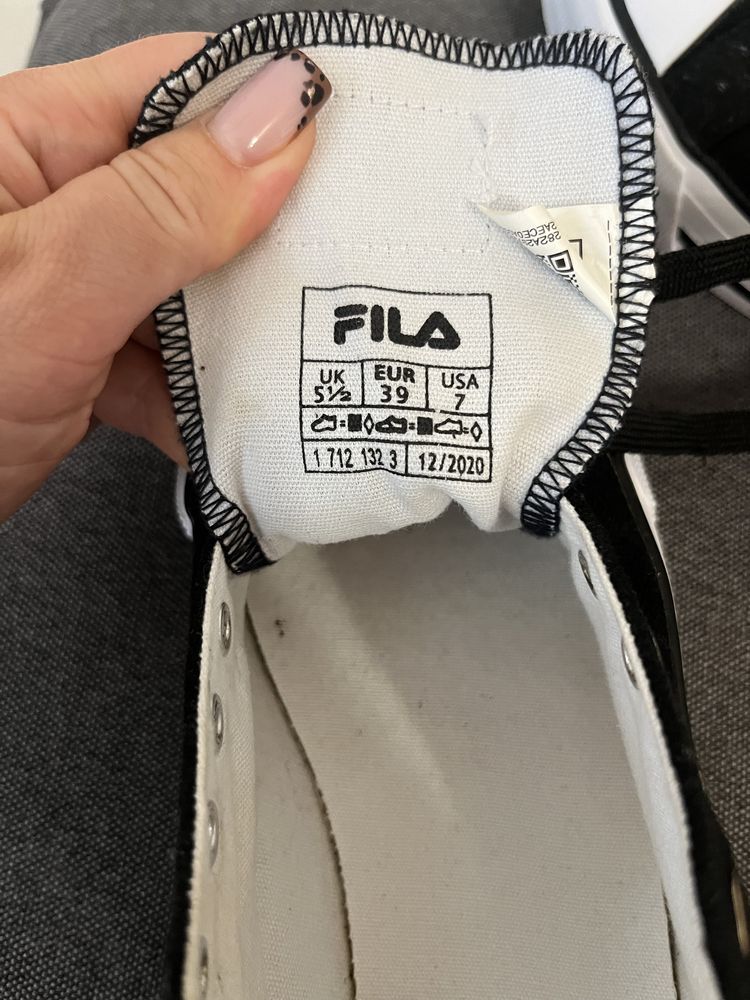 FILA
UK EUR USA
5½ 39 7
1 712 132 3 12/2020